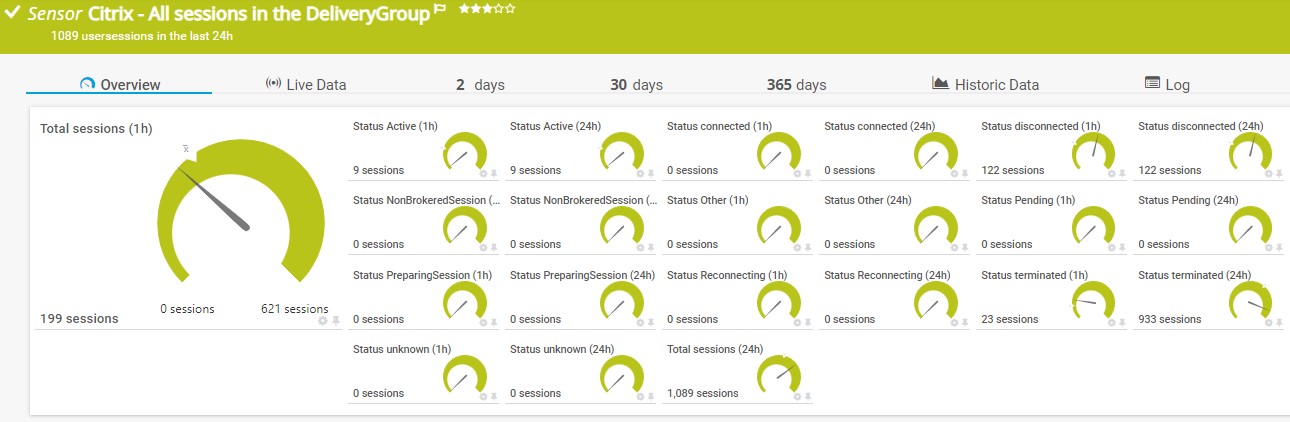 Sensor Citrix - All sessions in the DeliveryGroup
1089 usersessions in the last 24h
Overview
Live Data
2 days
30 days
365 days
Historic Data
Log
Total sessions (1h)
x̄
0 sessions
621 sessions
199 sessions
Status Active (1h)
9 sessions
Status Active (24h)
9 sessions
Status connected (1h)
0 sessions
Status connected (24h)
0 sessions
Status disconnected (1h)
122 sessions
Status disconnected (24h)
122 sessions
Status NonBrokeredSession (...
0 sessions
Status NonBrokeredSession (...
0 sessions
Status Other (1h)
0 sessions
Status Other (24h)
0 sessions
Status Pending (1h)
0 sessions
Status Pending (24h)
0 sessions
Status PreparingSession (1h)
0 sessions
Status PreparingSession (24h)
0 sessions
Status Reconnecting (1h)
0 sessions
Status Reconnecting (24h)
0 sessions
Status terminated (1h)
23 sessions
Status terminated (24h)
933 sessions
Status unknown (1h)
0 sessions
Status unknown (24h)
0 sessions
Total sessions (24h)
1,089 sessions